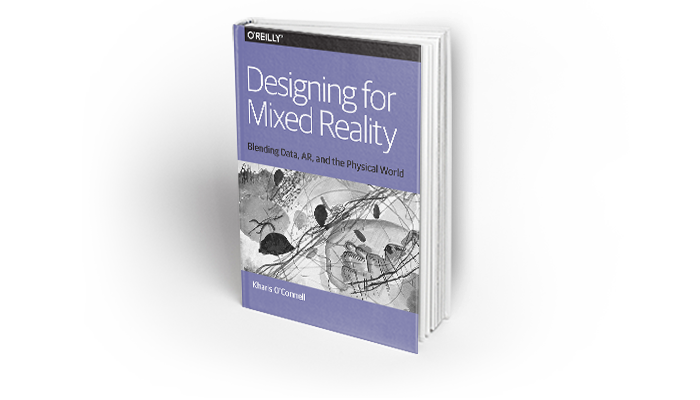 O'REILLY®
Designing for
Mixed Reality
Blending Data, AR, and the Physical World
Kharis O'Connell